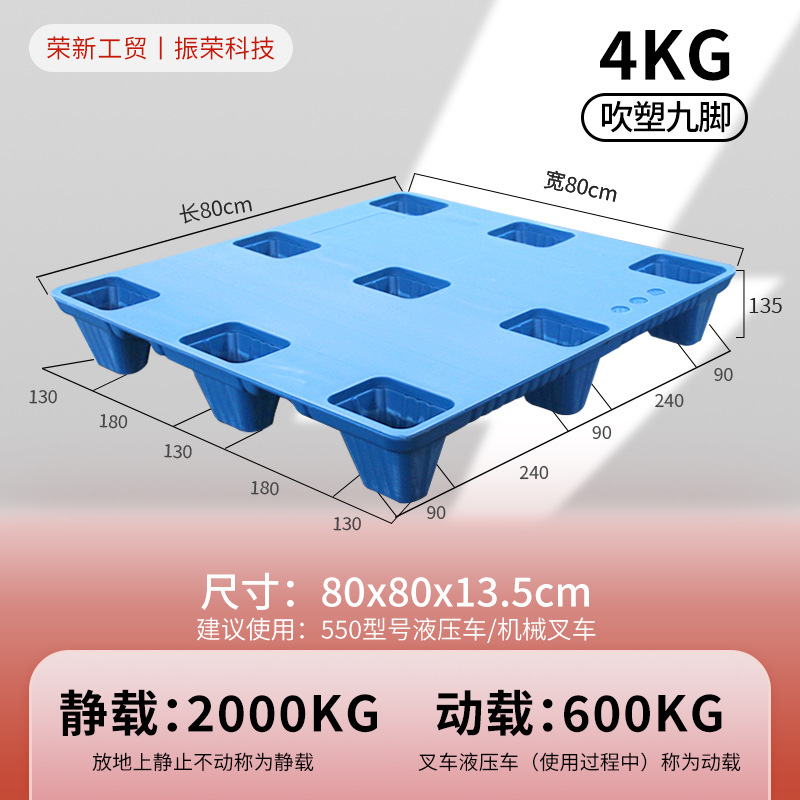 荣新工贸丨振荣科技
4KG
吹塑九脚
长80cm
宽80cm
135
130
180
130
180
130
90
240
90
240
90
尺寸：80x80x13.5cm
建议使用：550型号液压车/机械叉车
静载：2000KG
放地上静止不动称为静载
动载：600KG
叉车液压车（使用过程中）称为动载